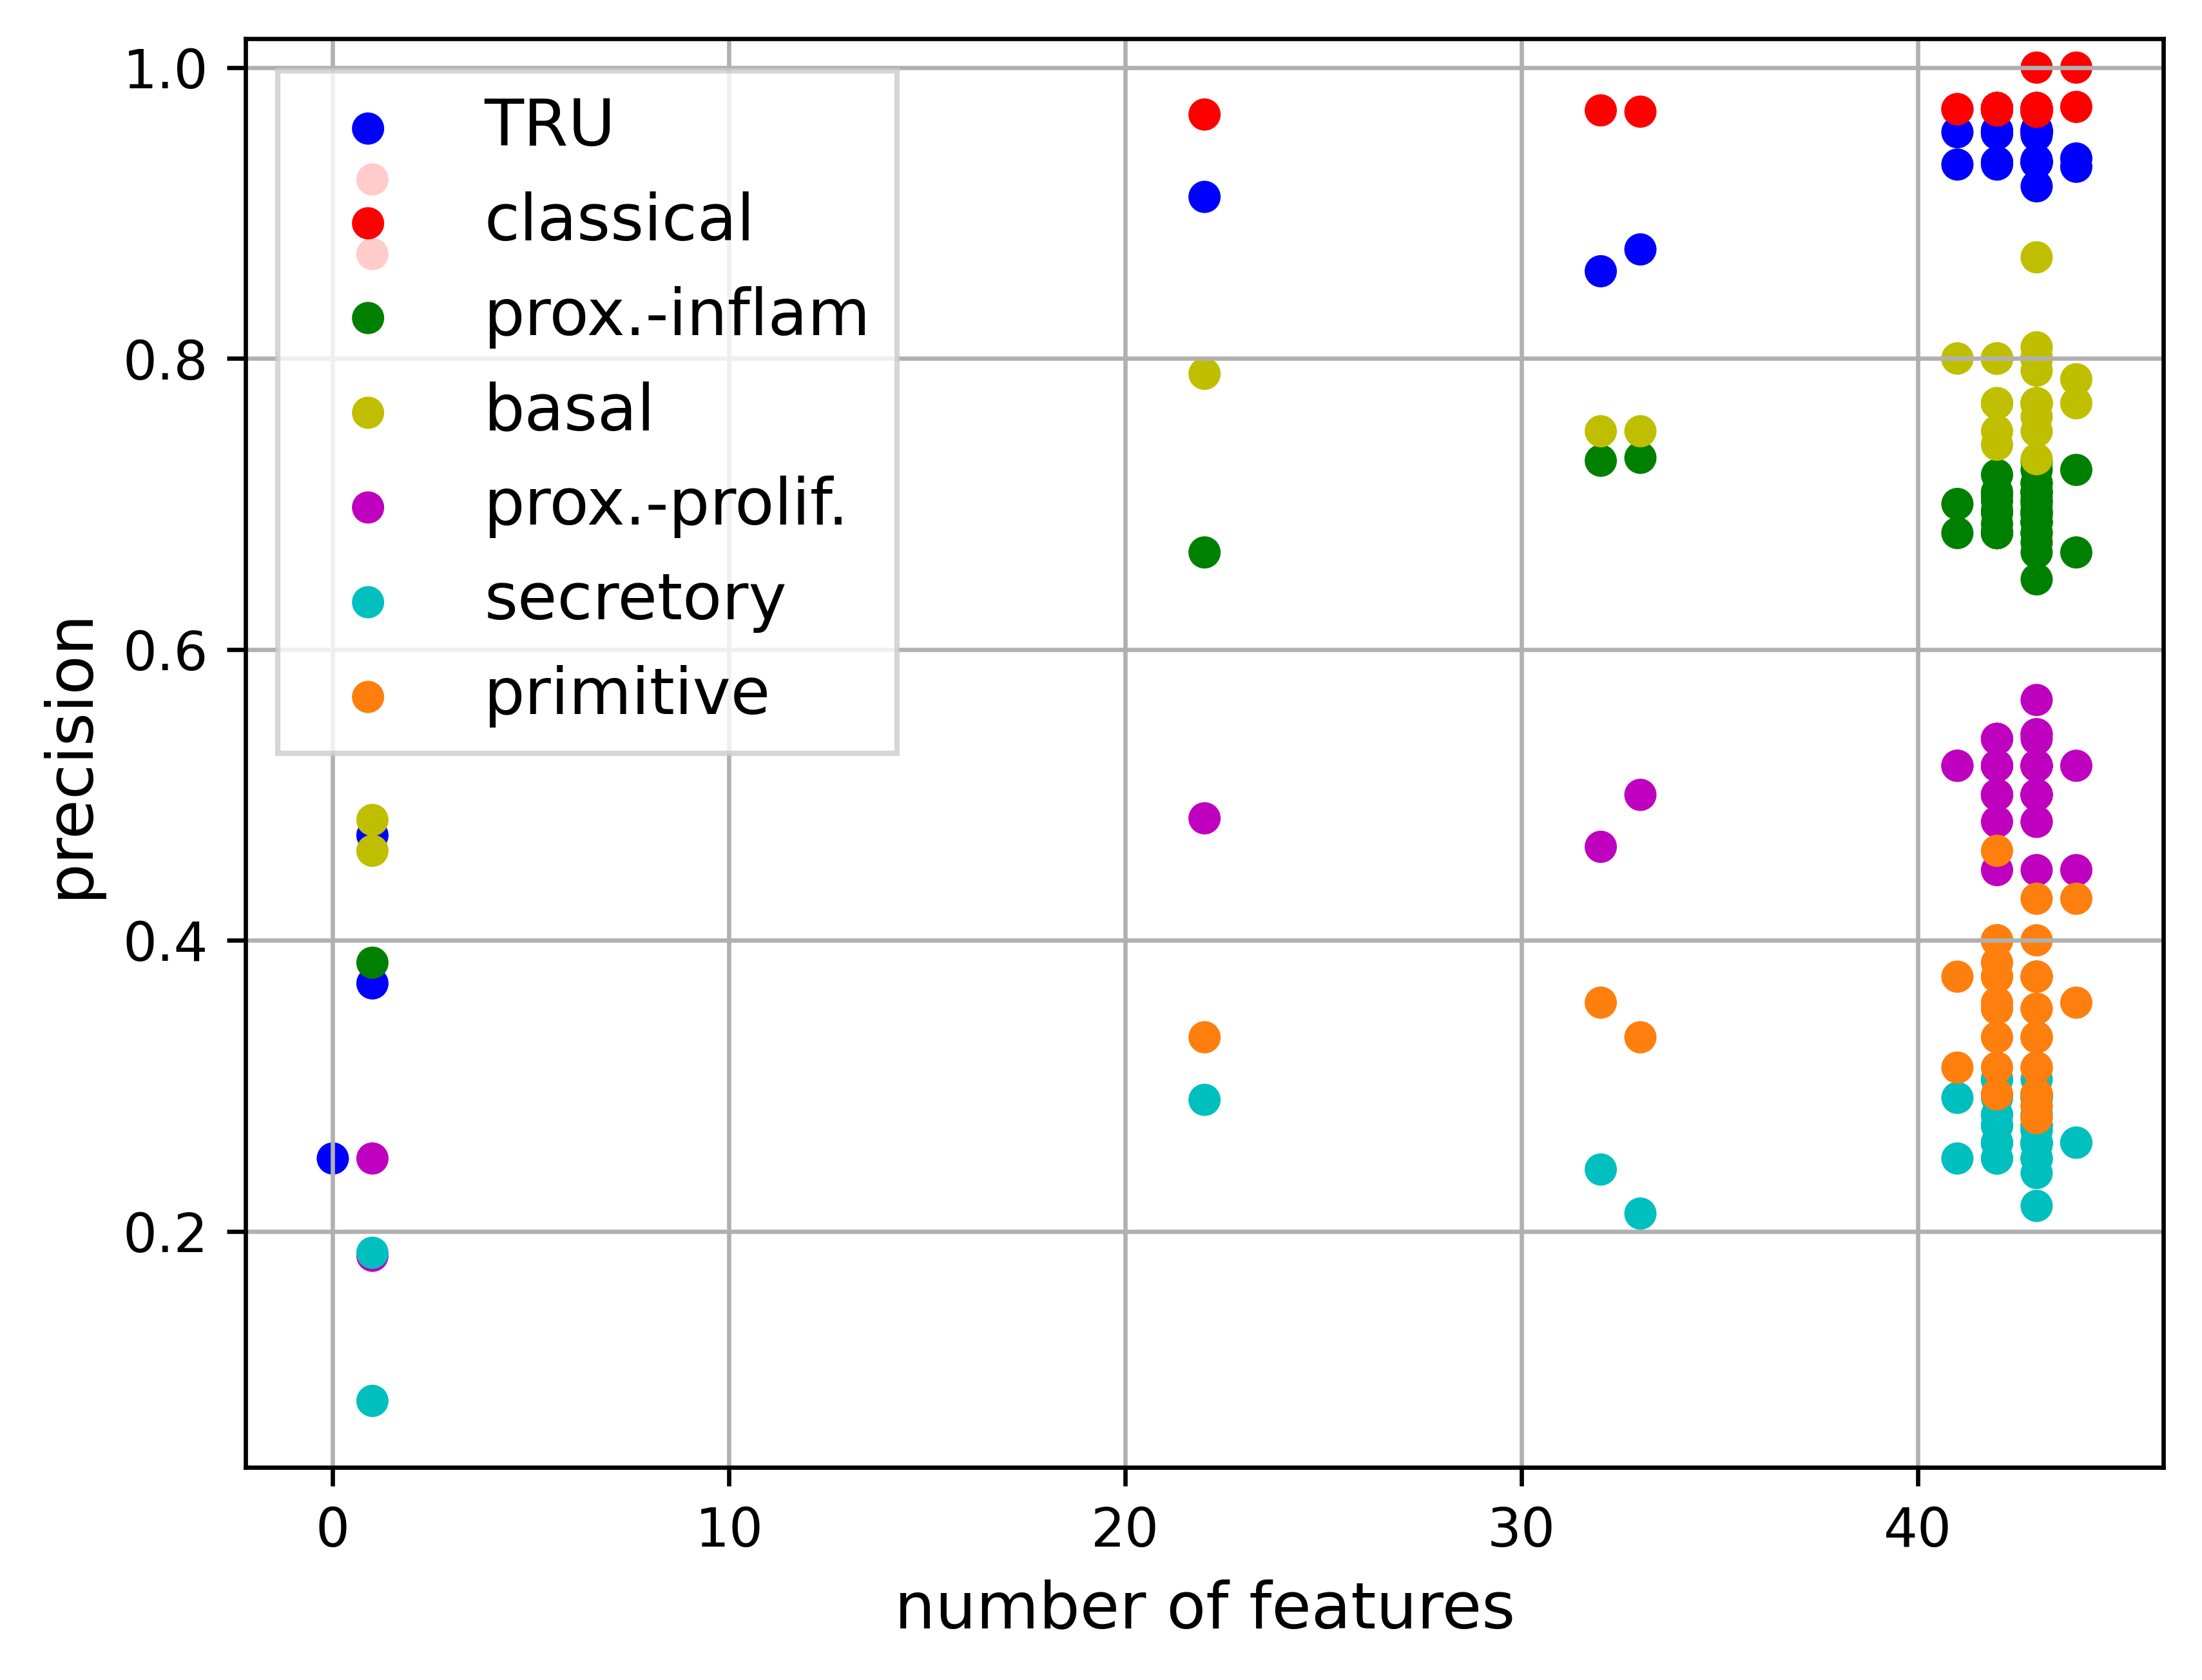 1.0
0.8
0.6
0.4
0.2
precision
TRU
classical
prox.-inflam
basal
prox.-prolif.
secretory
primitive
0 10 20 30 40
number of features